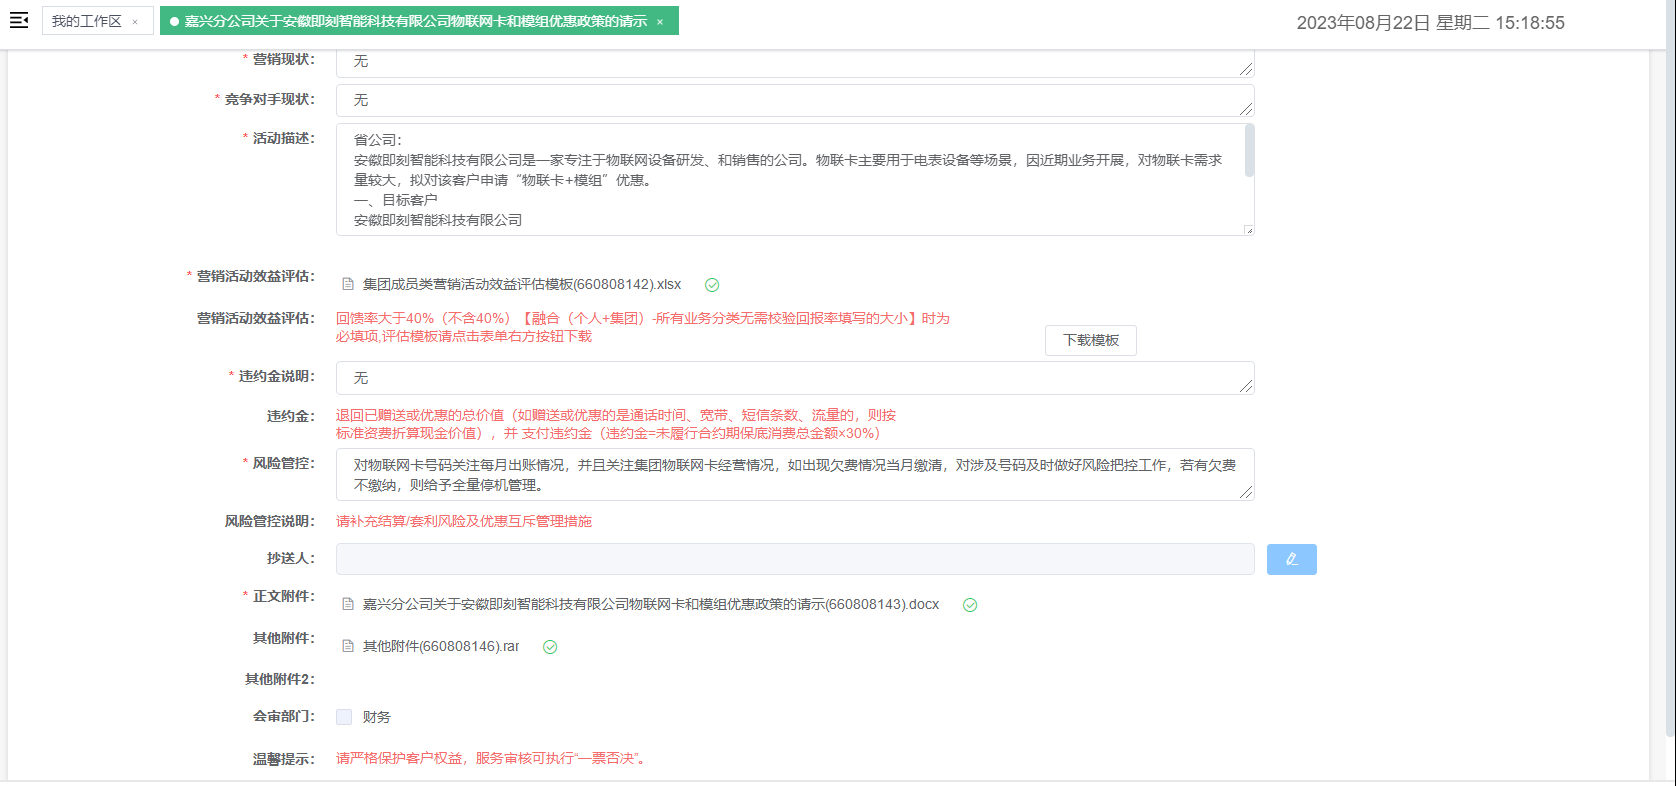 我的工作区 ×
嘉兴分公司关于安徽即刻智能科技有限公司物联网卡和模组优惠政策的请示 ×
2023年08月22日 星期二 15:18:55
* 营销现状：
无
* 竞争对手现状：
无
* 活动描述：
省公司：
安徽即刻智能科技有限公司是一家专注于物联网设备研发、和销售的公司。物联卡主要用于电表设备等场景，因近期业务开展，对物联卡需求
量较大，拟对该客户申请“物联卡+模组”优惠。
一、目标客户
安徽即刻智能科技有限公司
* 营销活动效益评估：
集团成员类营销活动效益评估模板(660808142).xlsx
营销活动效益评估：
回馈率大于40%（不含40%）【融合（个人+集团）-所有业务分类无需校验回报率填写的大小】时为
必填项,评估模板请点击表单右方按钮下载
下载模板
* 违约金说明：
无
违约金：
退回已赠送或优惠的总价值（如赠送或优惠的是通话时间、宽带、短信条数、流量的，则按
标准资费折算现金价值），并 支付违约金（违约金=未履行合约期保底消费总金额×30%）
* 风险管控：
对物联网卡号码关注每月出账情况，并且关注集团物联网卡经营情况，如出现欠费情况当月缴清，对涉及号码及时做好风险把控工作，若有欠费
不缴纳，则给予全量停机管理。
风险管控说明：
请补充结算/套利风险及优惠互斥管理措施
抄送人：
* 正文附件：
嘉兴分公司关于安徽即刻智能科技有限公司物联网卡和模组优惠政策的请示(660808143).docx
其他附件：
其他附件(660808146).rar
其他附件2：
会审部门：
财务
温馨提示：
请严格保护客户权益，服务审核可执行“一票否决”。